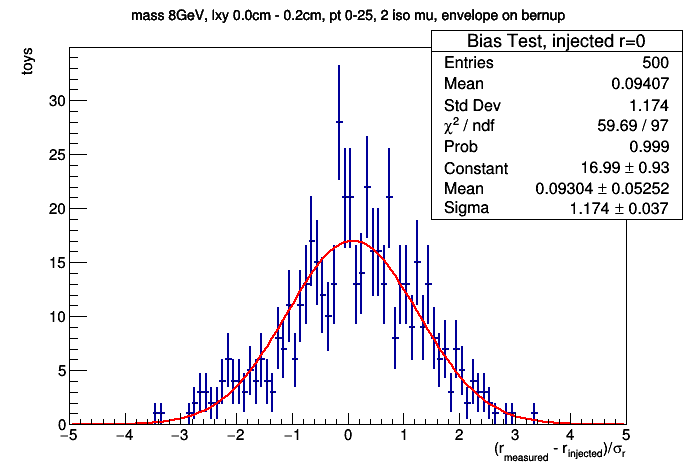 mass 8GeV, lxy 0.0cm - 0.2cm, pt 0-25, 2 iso mu, envelope on bernup
Bias Test, injected r=0
Entries 500
Mean 0.09407
Std Dev 1.174
χ² / ndf 59.69 / 97
Prob 0.999
Constant 16.99 ± 0.93
Mean 0.09304 ± 0.05252
Sigma 1.174 ± 0.037
toys
30
25
20
15
10
5
0
−5 −4 −3 −2 −1 0 1 2 3 4 5
(r_measured - r_injected)/σ_r